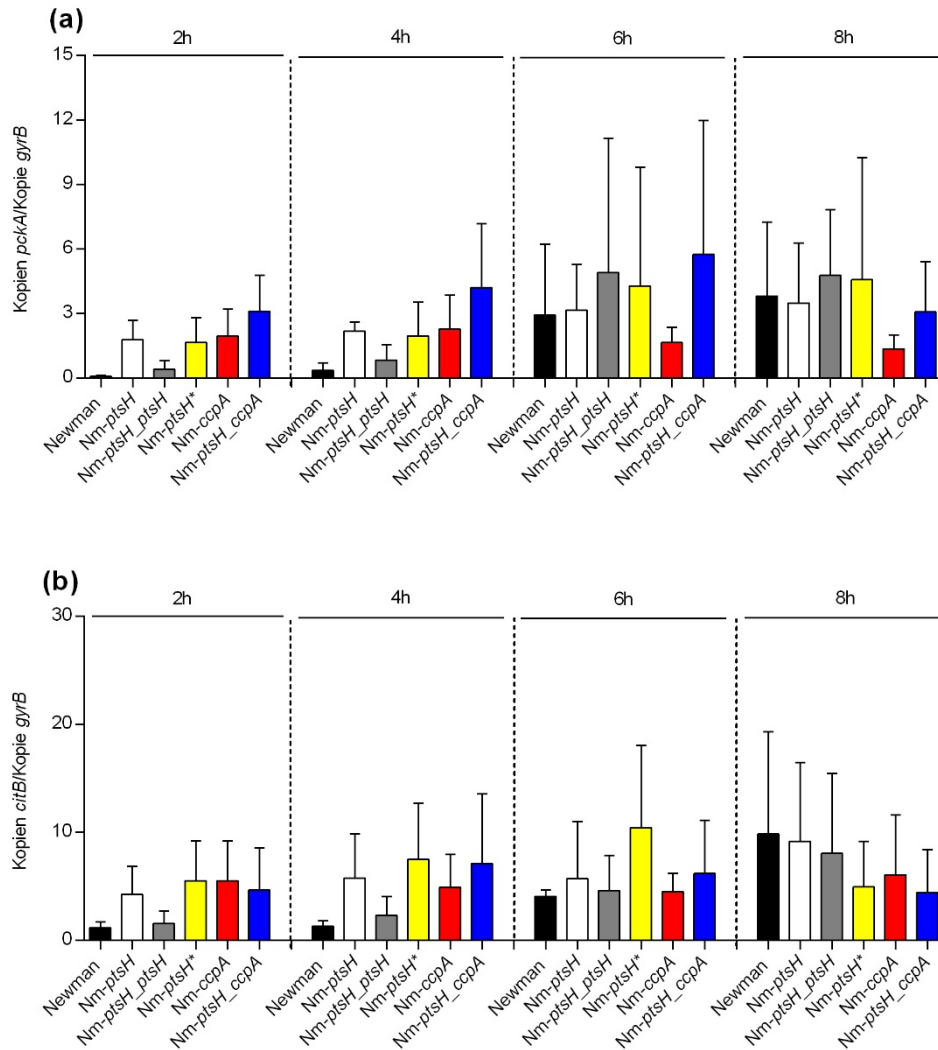 (a)
2h
4h
6h
8h
Kopien pckA/Kopie gyrB
15
12
9
6
3
0
Newman
Nm-ptsH
Nm-ptsH_ptsH
Nm-ptsH*
Nm-ccpA
Nm-ptsH_ccpA
Newman
Nm-ptsH
Nm-ptsH_ptsH
Nm-ptsH*
Nm-ccpA
Nm-ptsH_ccpA
Newman
Nm-ptsH
Nm-ptsH_ptsH
Nm-ptsH*
Nm-ccpA
Nm-ptsH_ccpA
Newman
Nm-ptsH
Nm-ptsH_ptsH
Nm-ptsH*
Nm-ccpA
Nm-ptsH_ccpA
(b)
2h
4h
6h
8h
Kopien citB/Kopie gyrB
30
20
10
0
Newman
Nm-ptsH
Nm-ptsH_ptsH
Nm-ptsH*
Nm-ccpA
Nm-ptsH_ccpA
Newman
Nm-ptsH
Nm-ptsH_ptsH
Nm-ptsH*
Nm-ccpA
Nm-ptsH_ccpA
Newman
Nm-ptsH
Nm-ptsH_ptsH
Nm-ptsH*
Nm-ccpA
Nm-ptsH_ccpA
Newman
Nm-ptsH
Nm-ptsH_ptsH
Nm-ptsH*
Nm-ccpA
Nm-ptsH_ccpA